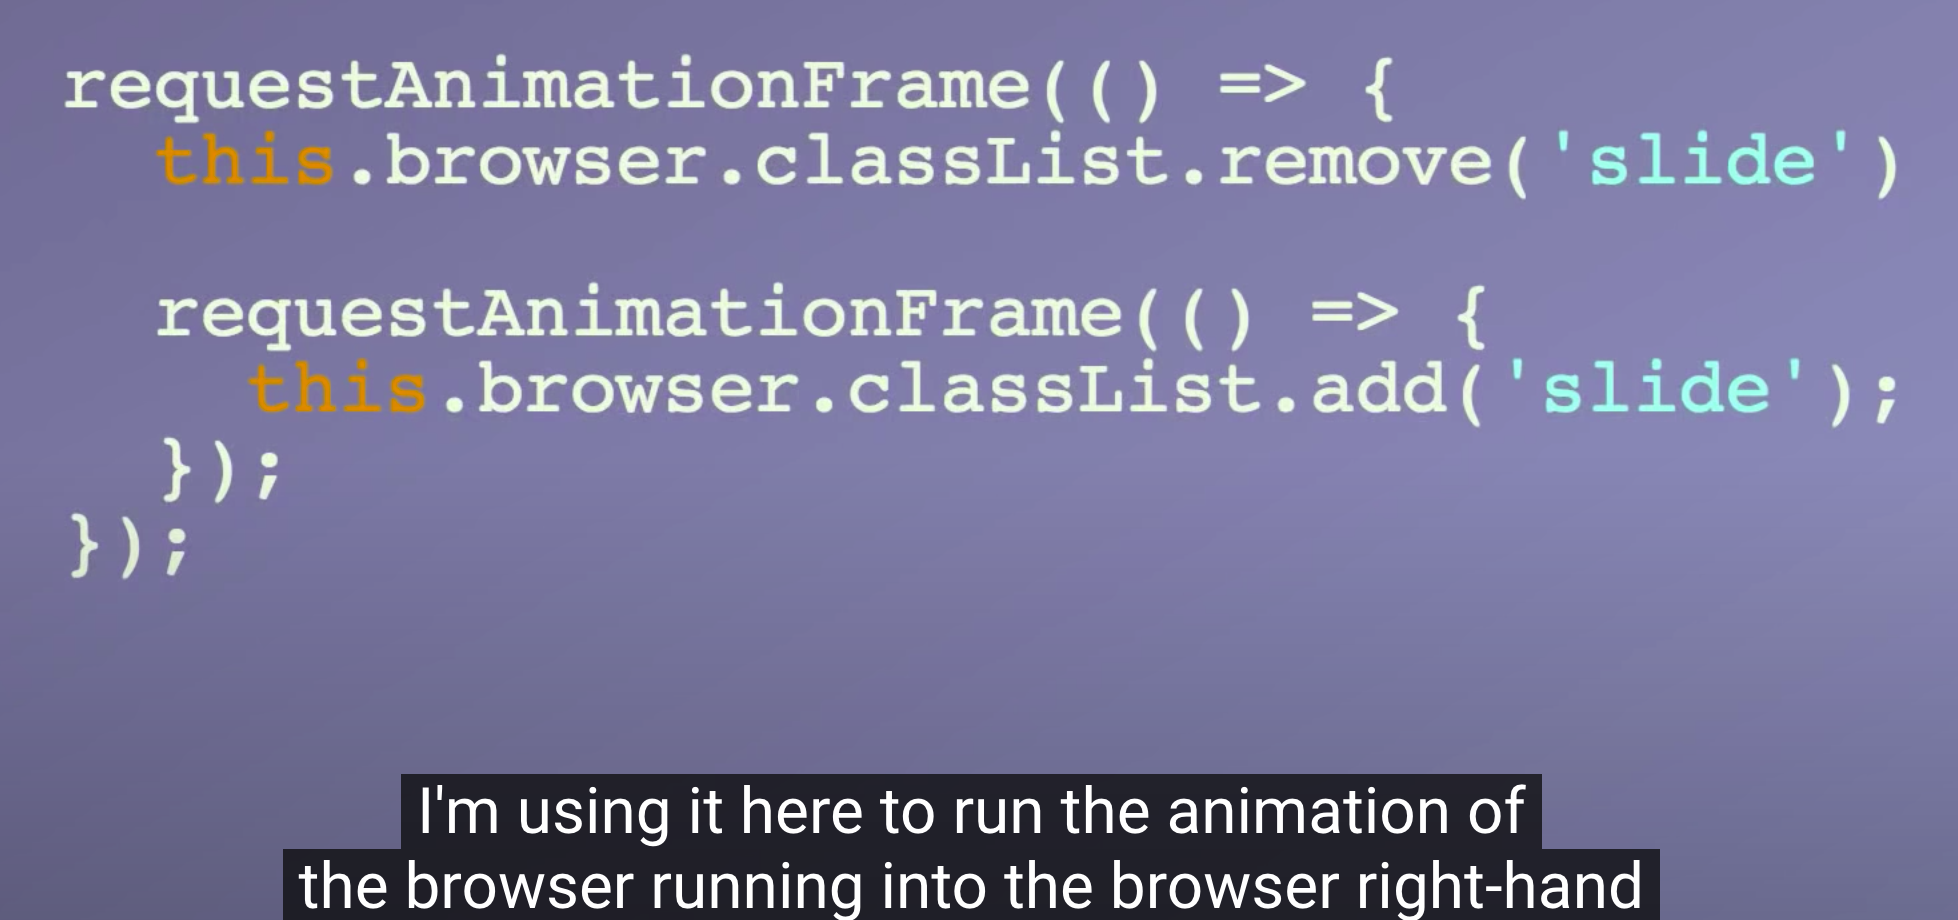 requestAnimationFrame(() => {
this.browser.classList.remove('slide')
requestAnimationFrame(() => {
this.browser.classList.add('slide');
});
});
I'm using it here to run the animation of
the browser running into the browser right-hand